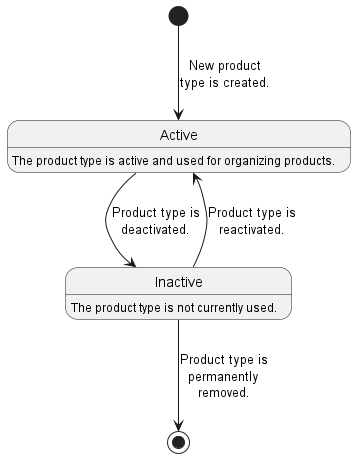 New product
type is created.
Active
The product type is active and used for organizing products.
Product type is
deactivated.
Product type is
reactivated.
Inactive
The product type is not currently used.
Product type is
permanently
removed.